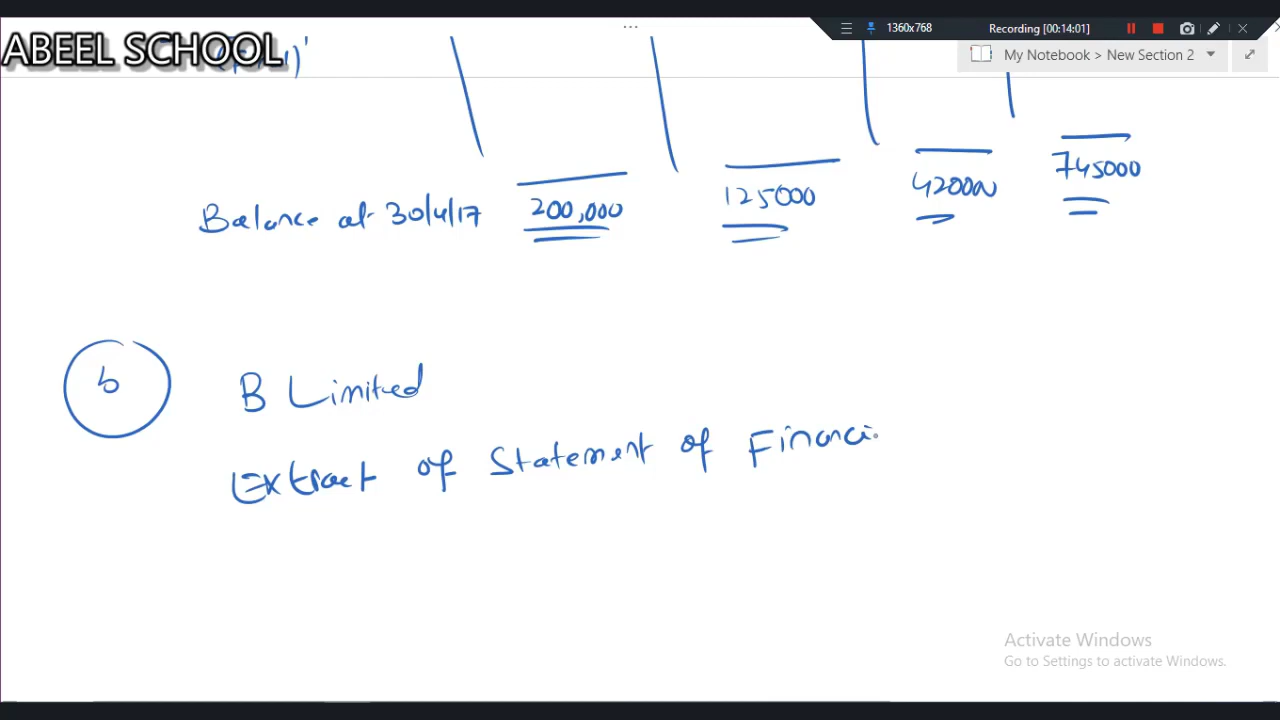 1360x768 Recording [00:14:01]
ABEEL SCHOOL
My Notebook > New Section 2
Balance at 30/4/17 200,000 125000 420000 745000
b B Limited
Extract of Statement of Financi
Activate Windows
Go to Settings to activate Windows.